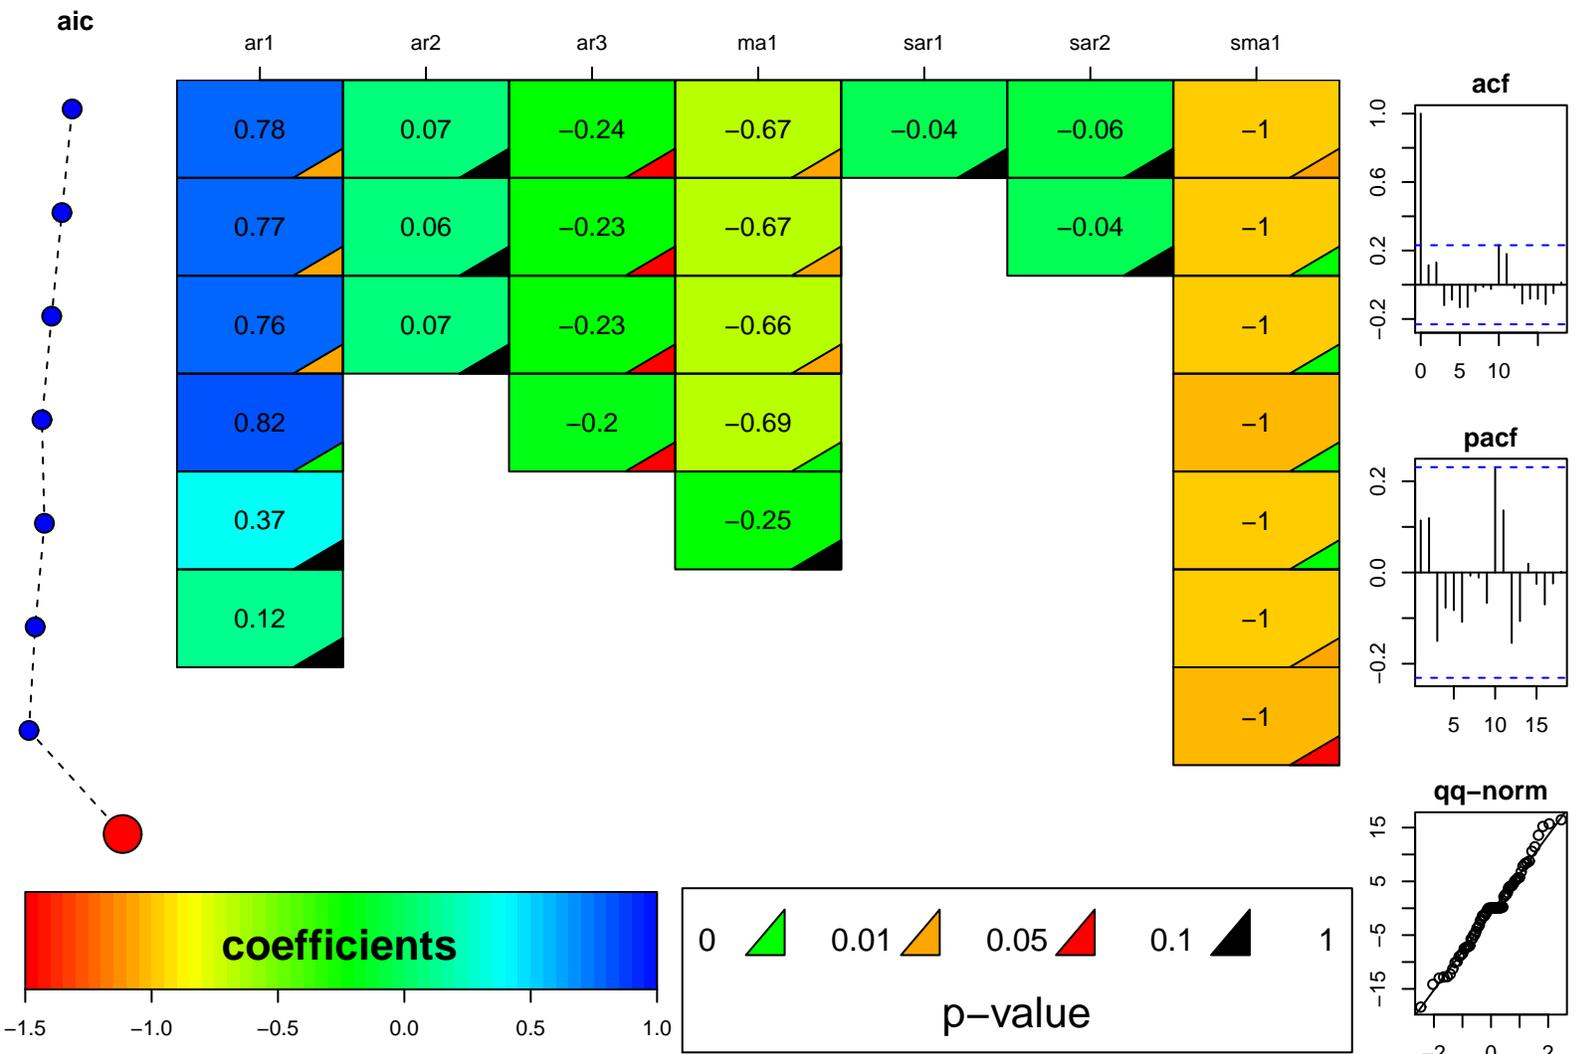 aic
ar1 ar2 ar3 ma1 sar1 sar2 sma1
0.78 0.07 −0.24 −0.67 −0.04 −0.06 −1
0.77 0.06 −0.23 −0.67 −0.04 −1
0.76 0.07 −0.23 −0.66 −1
0.82 −0.2 −0.69 −1
0.37 −0.25 −1
0.12 −1
−1
coefficients
−1.5 −1.0 −0.5 0.0 0.5 1.0
0 0.01 0.05 0.1 1
p−value
acf
1.0
0.6
0.2
−0.2
0 5 10
pacf
0.2
0.0
−0.2
5 10 15
qq−norm
15
5
−5
−15
−2 0 2